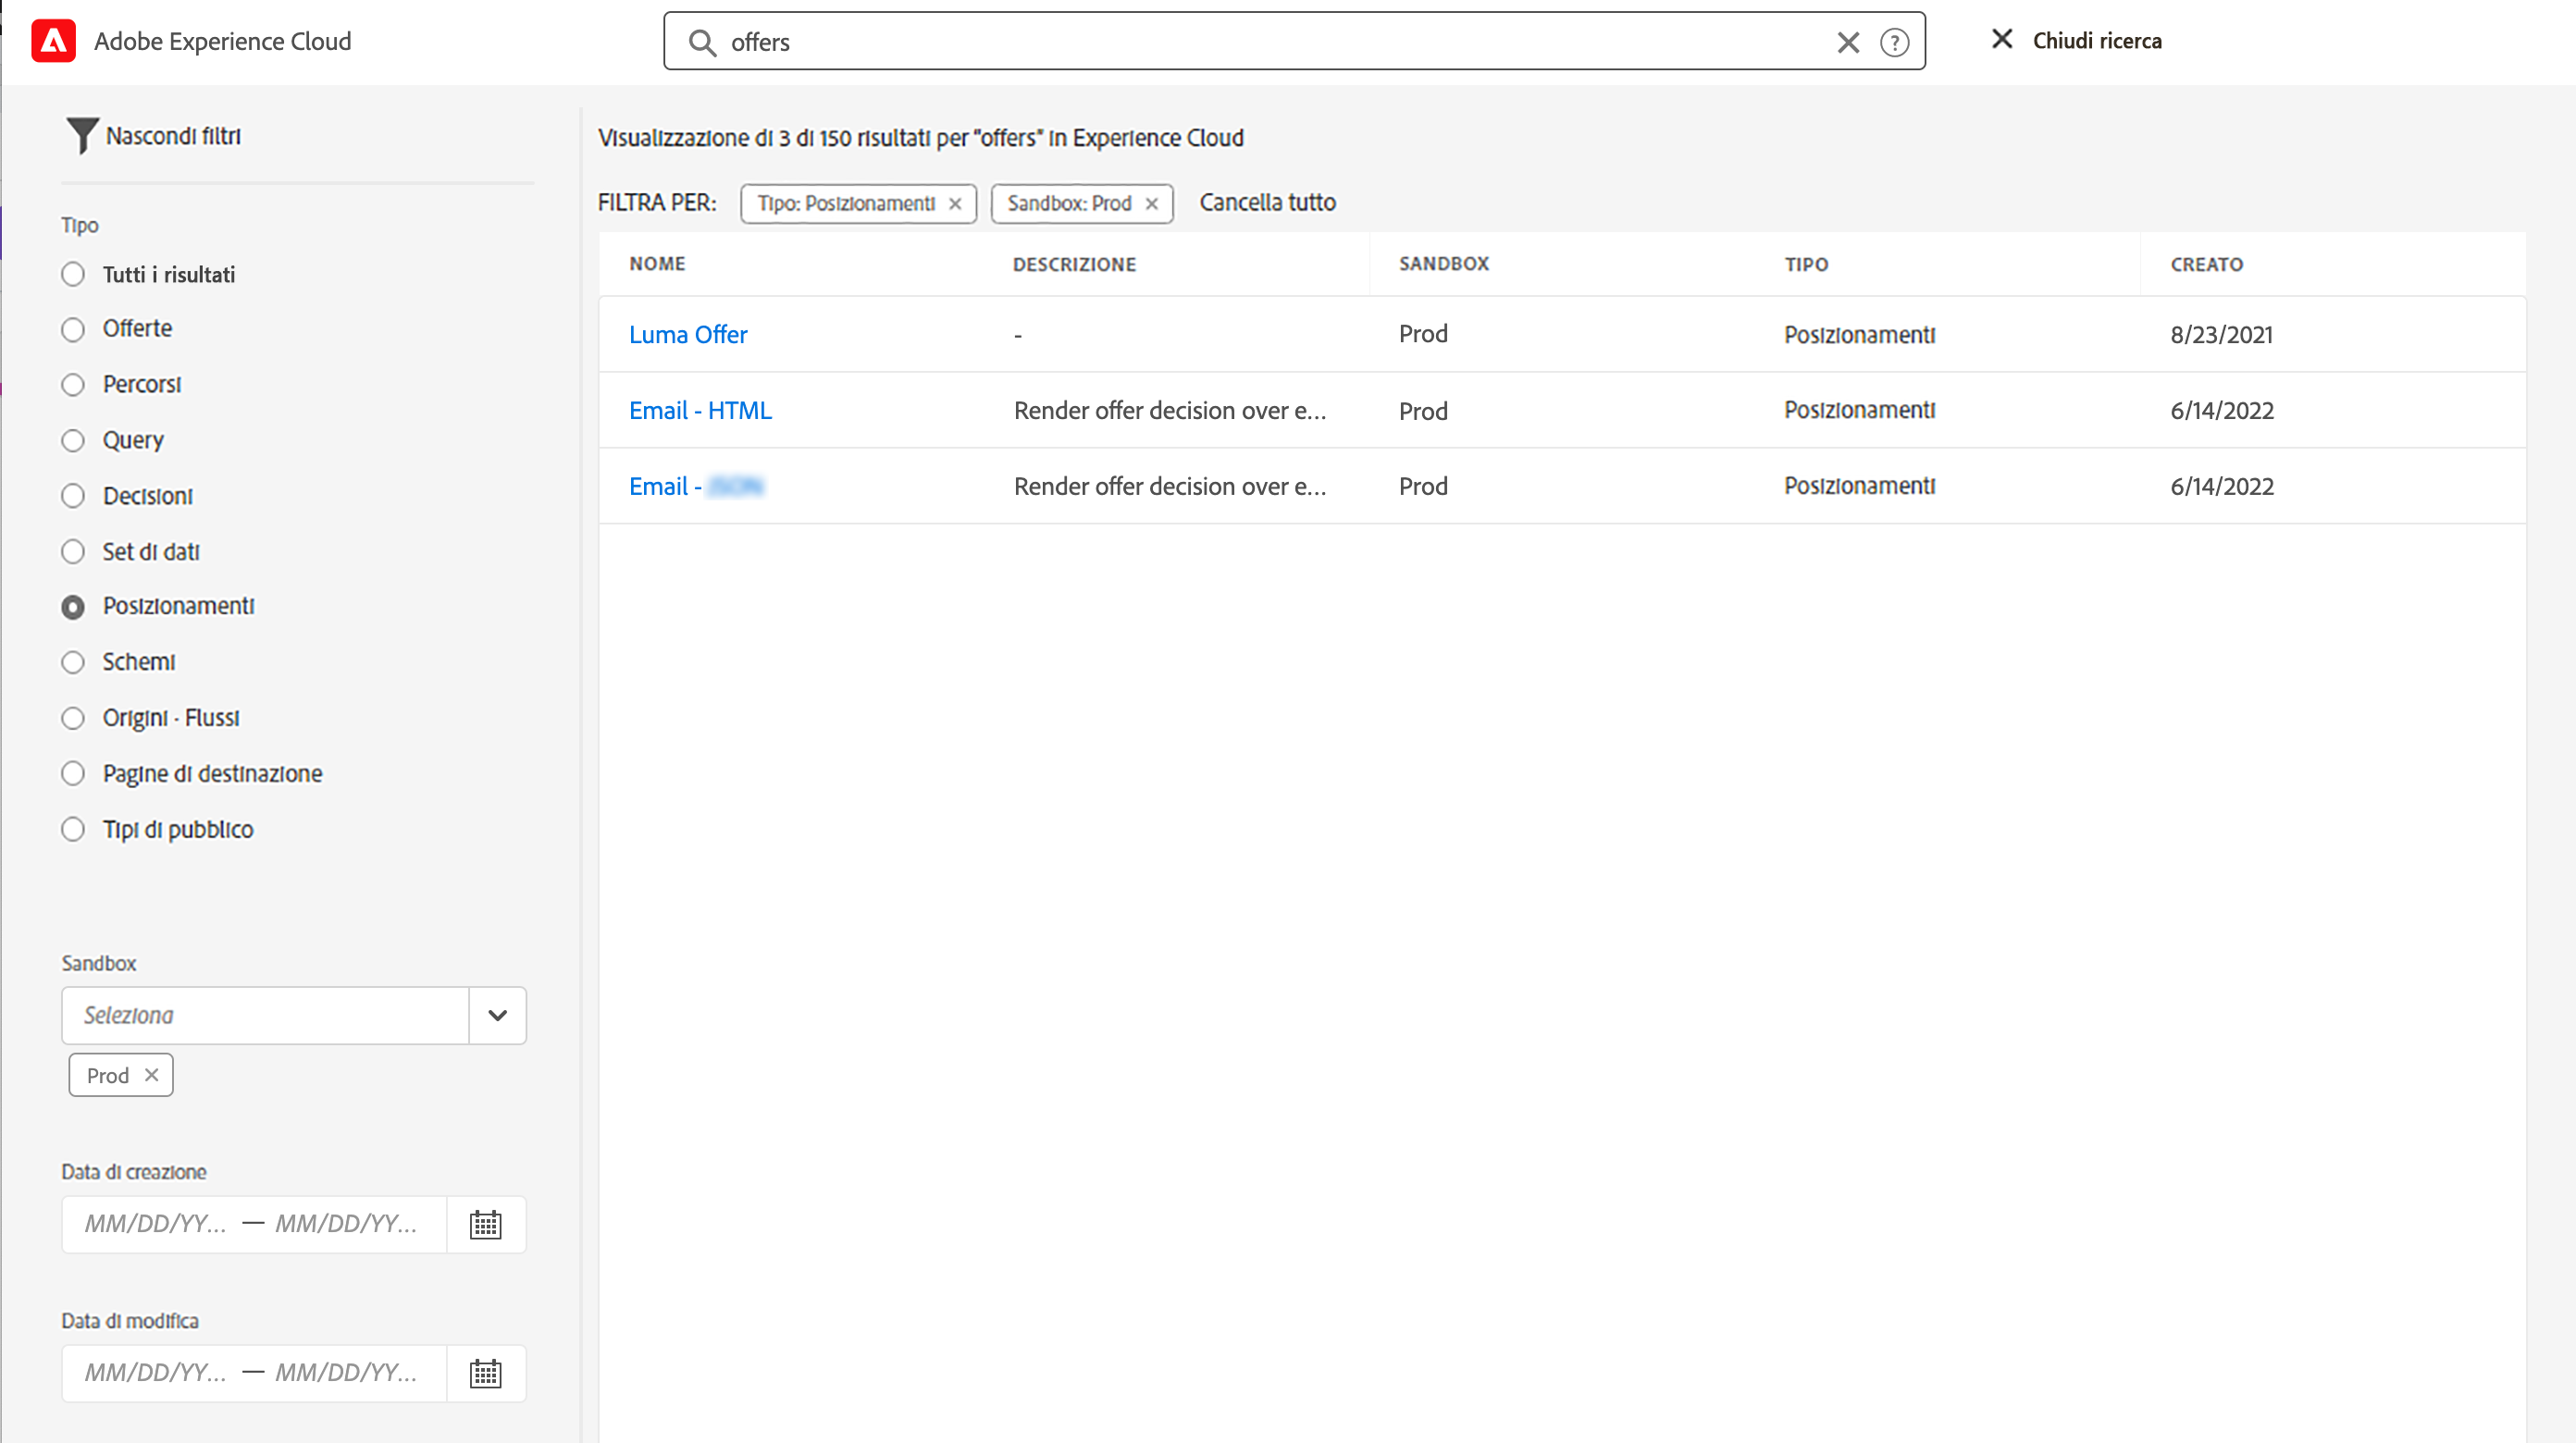 Adobe Experience Cloud
offers
Chiudi ricerca
Nascondi filtri
Tipo
Tutti i risultati
Offerte
Percorsi
Query
Decisioni
Set di dati
Posizionamenti
Schemi
Origini - Flussi
Pagine di destinazione
Tipi di pubblico
Sandbox
Seleziona
Prod
Data di creazione
MM/DD/YY... — MM/DD/YY...
Data di modifica
MM/DD/YY... — MM/DD/YY...
Visualizzazione di 3 di 150 risultati per "offers" in Experience Cloud
FILTRA PER: Tipo: Posizionamenti Sandbox: Prod Cancella tutto
NOME DESCRIZIONE SANDBOX TIPO CREATO
Luma Offer - Prod Posizionamenti 8/23/2021
Email - HTML Render offer decision over e... Prod Posizionamenti 6/14/2022
Email - Render offer decision over e... Prod Posizionamenti 6/14/2022